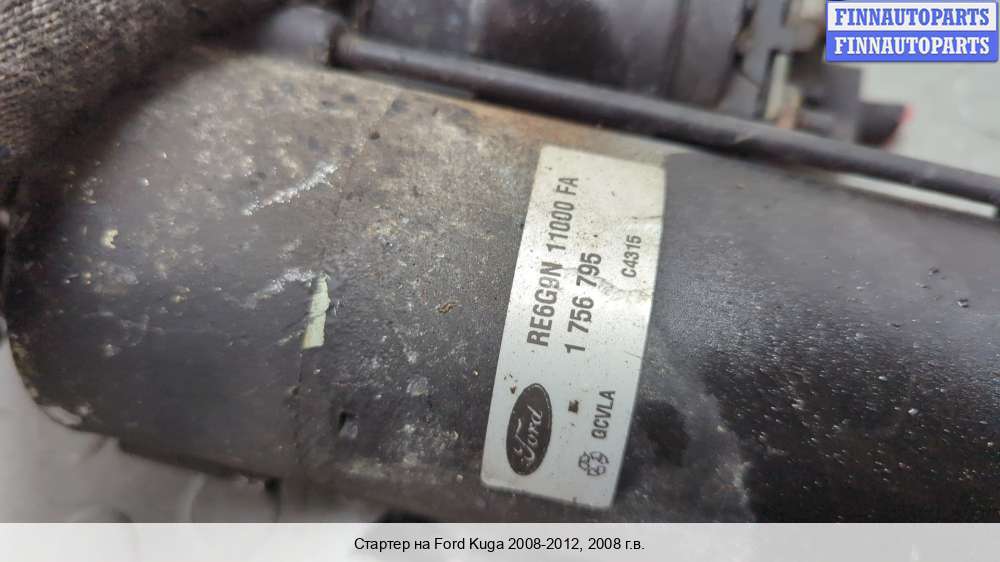 FINNAUTOPARTS
FINNAUTOPARTS
RE6G9N 11000 FA
1 756 795
C4315
Ford
QCVLA
Стартер на Ford Kuga 2008-2012, 2008 г.в.